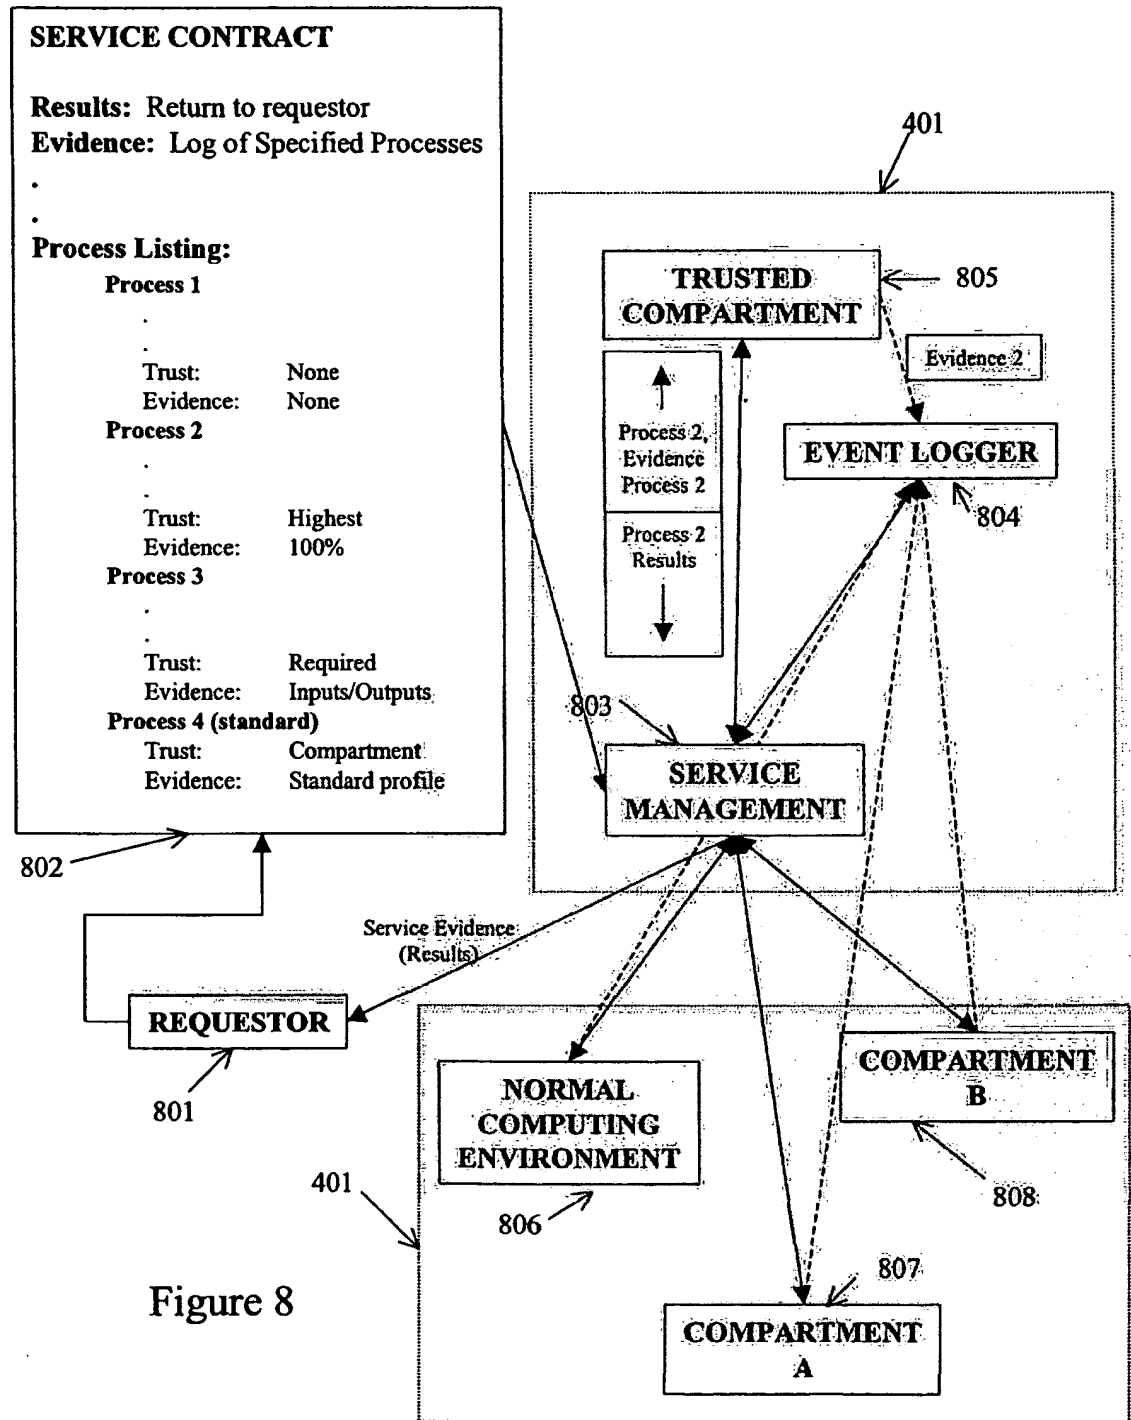 SERVICE CONTRACT
Results: Return to requestor
Evidence: Log of Specified Processes
.
.
Process Listing:
Process 1
.
.
Trust: None
Evidence: None
Process 2
.
.
Trust: Highest
Evidence: 100%
Process 3
.
.
Trust: Required
Evidence: Inputs/Outputs
Process 4 (standard)
Trust: Compartment
Evidence: Standard profile
802
401
TRUSTED
COMPARTMENT
805
Evidence 2
Process 2,
Evidence
Process 2
Process 2
Results
EVENT LOGGER
804
803
SERVICE
MANAGEMENT
Service Evidence
(Results)
REQUESTOR
801
NORMAL
COMPUTING
ENVIRONMENT
806
COMPARTMENT
B
808
401
807
COMPARTMENT
A
Figure 8